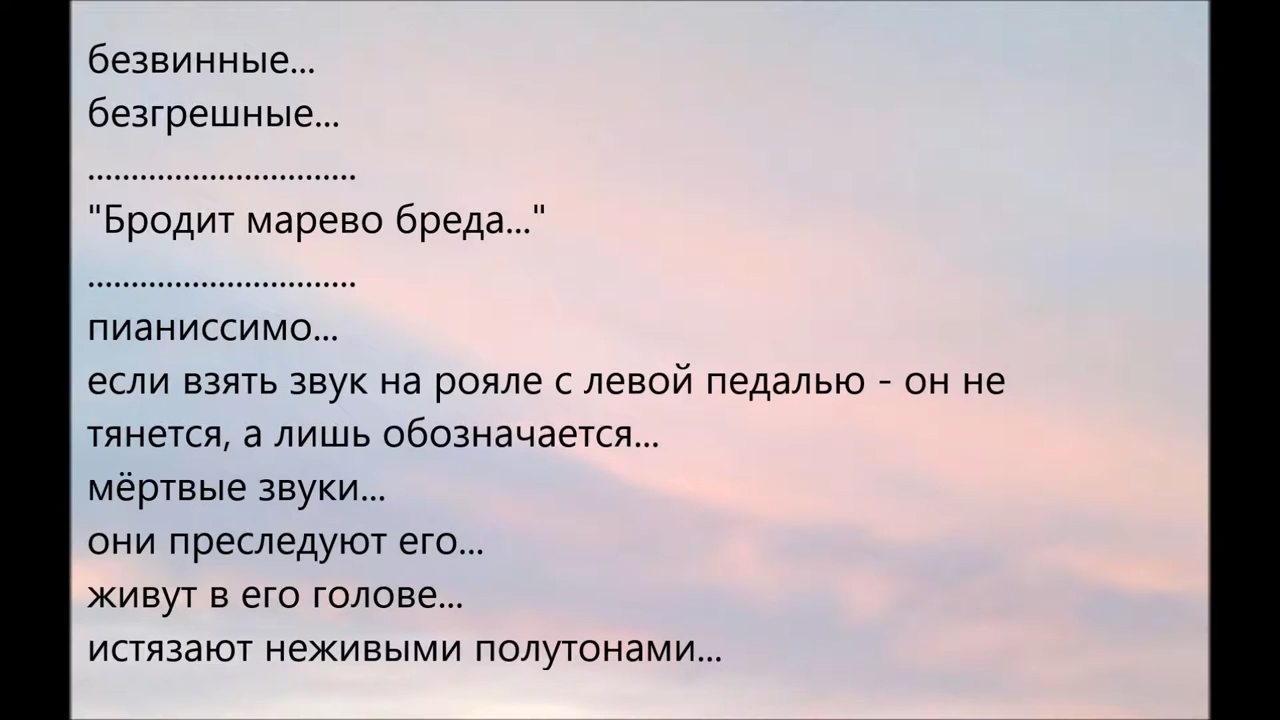 безвинные...
безгрешные...
...............................
"Бродит марево бреда..."
...............................
пианиссимо...
если взять звук на рояле с левой педалью - он не
тянется, а лишь обозначается...
мёртвые звуки...
они преследуют его...
живут в его голове...
истязают неживыми полутонами...